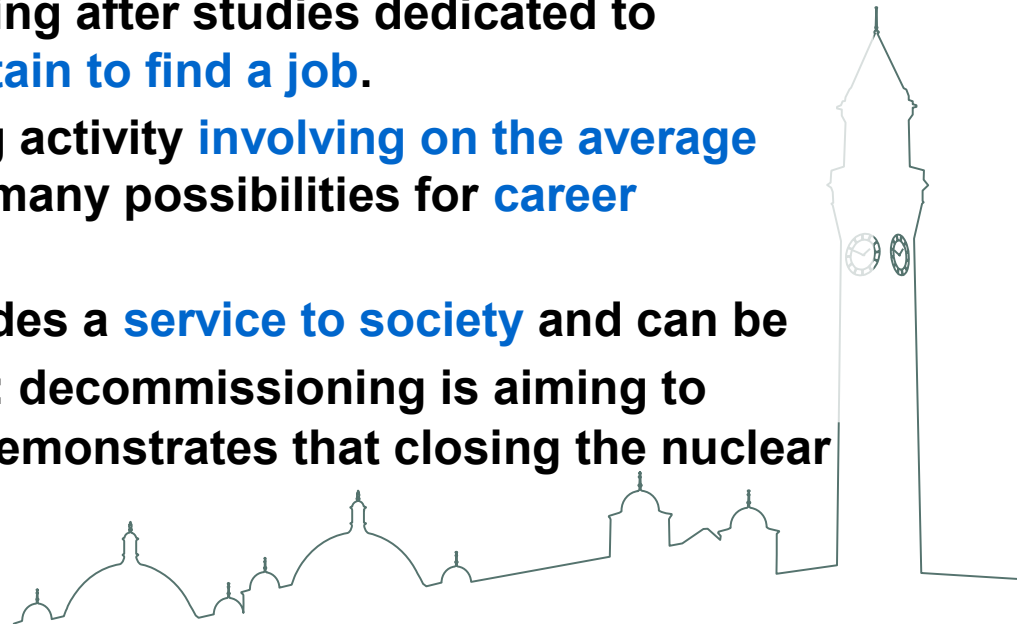 ing after studies dedicated to
tain to find a job.
g activity involving on the average
many possibilities for career
des a service to society and can be
: decommissioning is aiming to
emonstrates that closing the nuclear